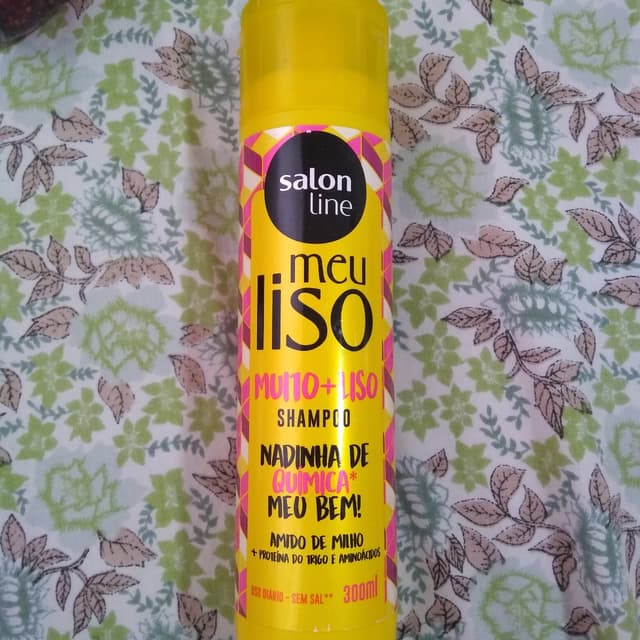 salon
line
meu
liso
MUITO+LISO
SHAMPOO
NADINHA DE
QUÍMICA*
MEU BEM!
AMIDO DE MILHO
+ PROTEÍNA DO TRIGO E AMINOÁCIDOS
USO DIÁRIO - SEM SAL** 300ml